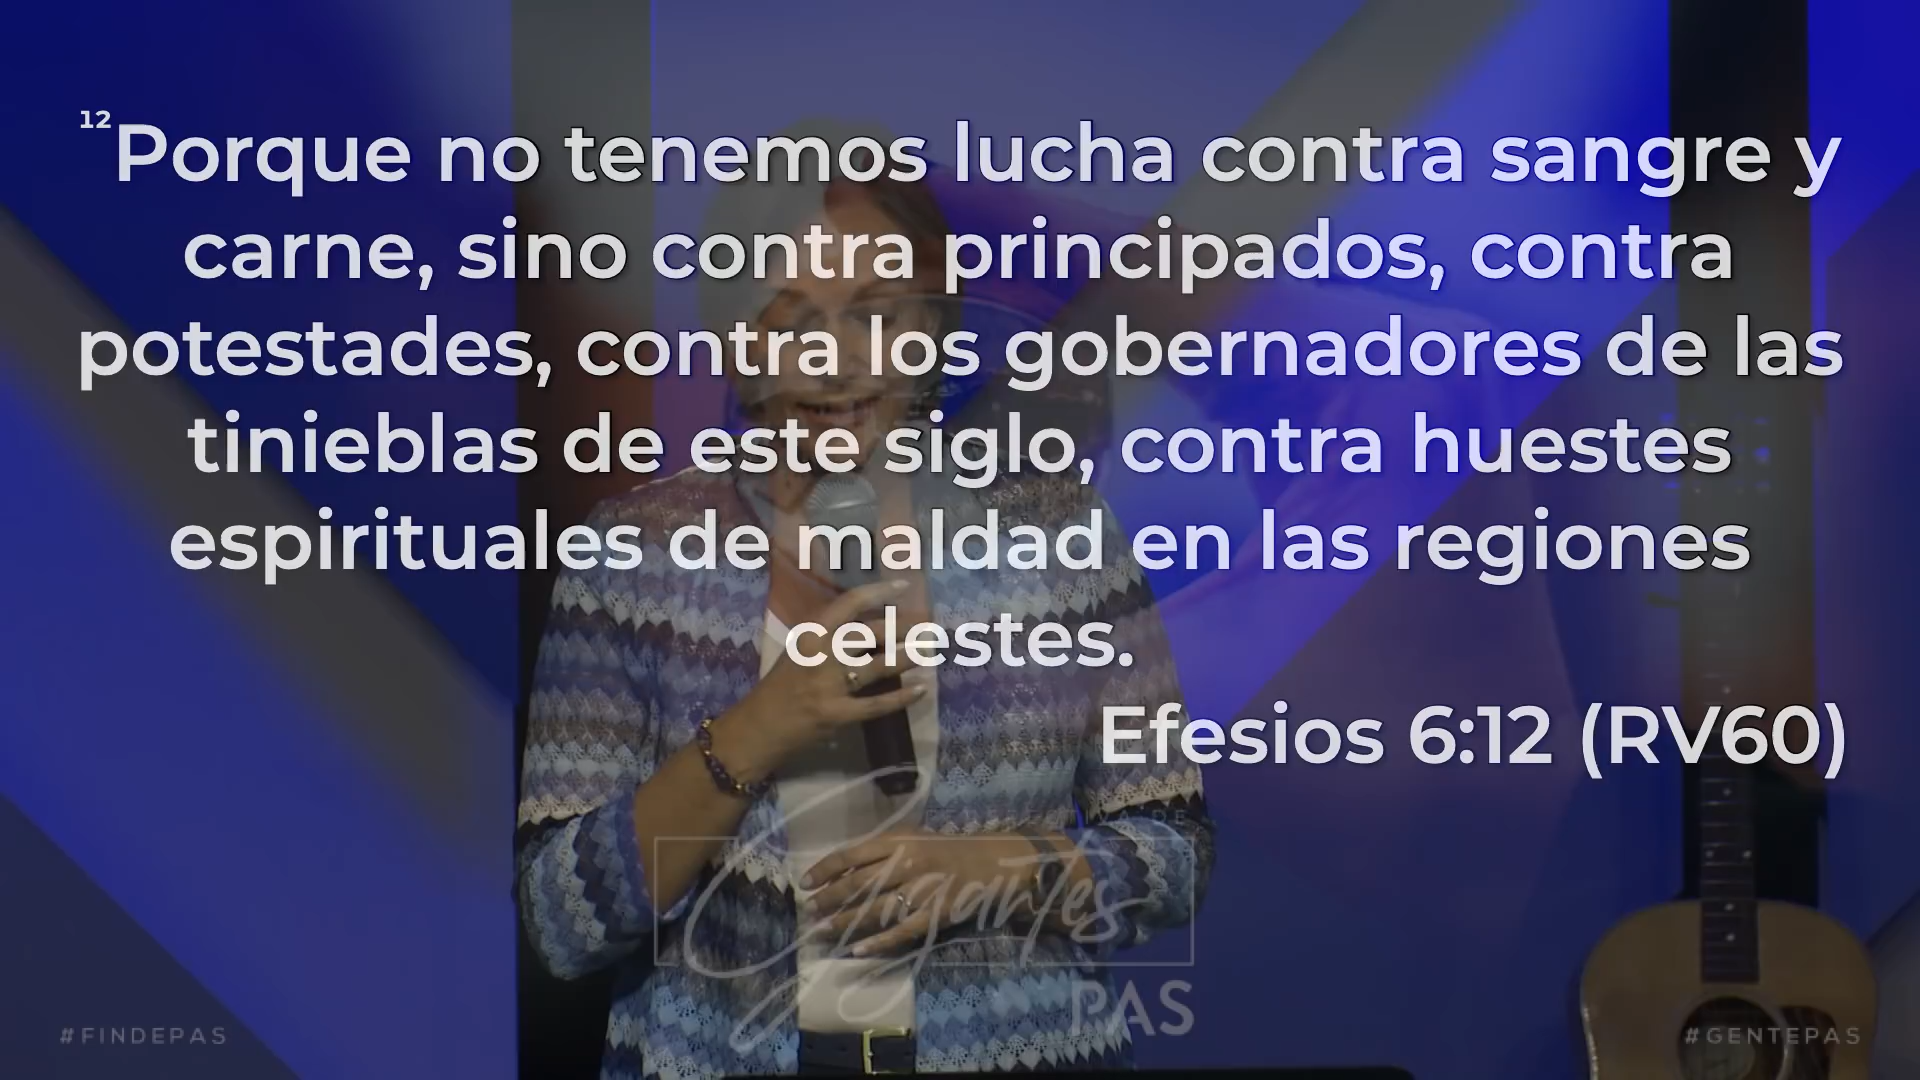 12 Porque no tenemos lucha contra sangre y
carne, sino contra principados, contra
potestades, contra los gobernadores de las
tinieblas de este siglo, contra huestes
espirituales de maldad en las regiones
celestes.
Efesios 6:12 (RV60)
PERSPECTIVA DE
Gigantes
PAS
#FINDEPAS
#GENTEPAS